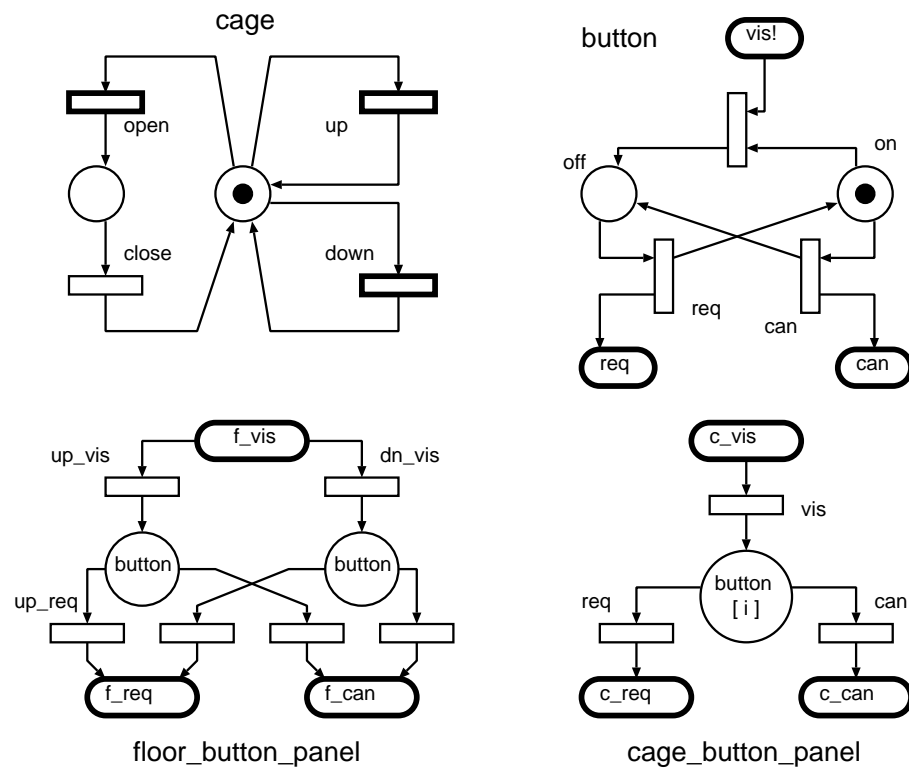 cage
open
up
close
down
button
vis!
off
on
req
can
req
can
f_vis
up_vis
dn_vis
button
button
up_req
f_req
f_can
floor_button_panel
c_vis
vis
button
[ i ]
req
can
c_req
c_can
cage_button_panel